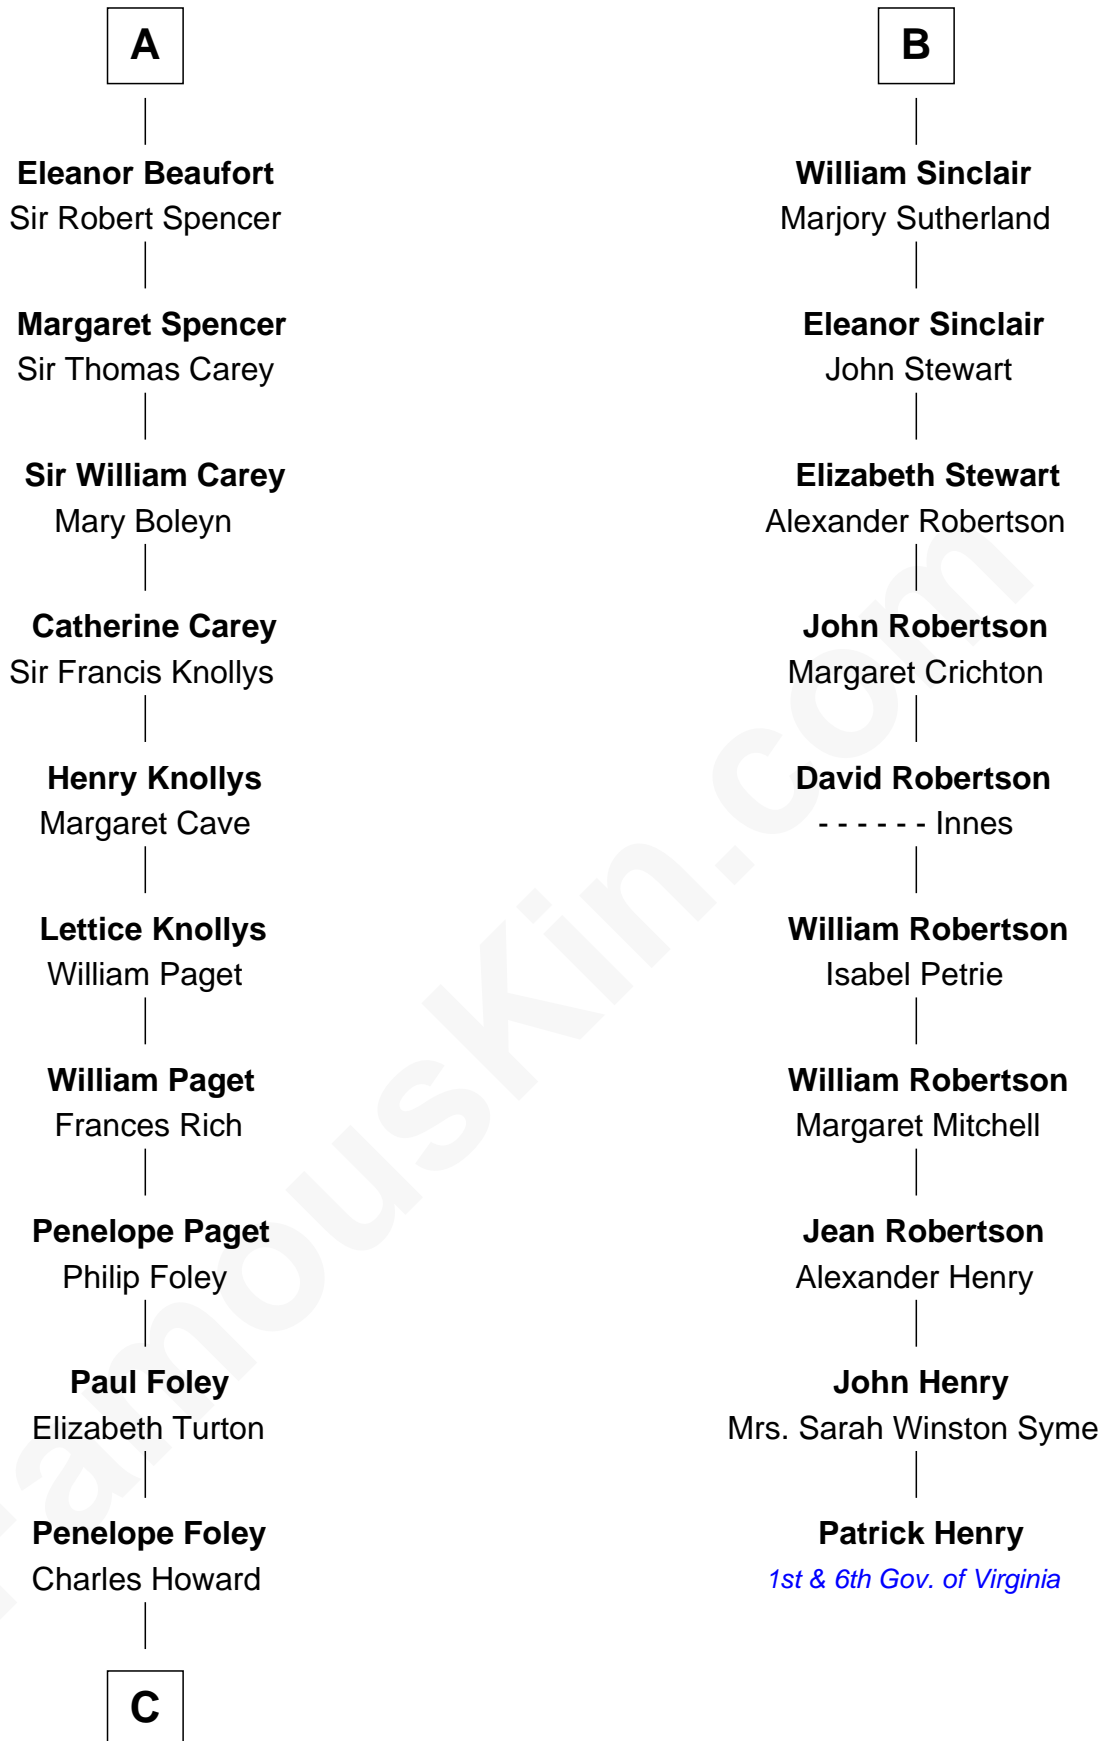 A
Eleanor Beaufort
Sir Robert Spencer
Margaret Spencer
Sir Thomas Carey
Sir William Carey
Mary Boleyn
Catherine Carey
Sir Francis Knollys
Henry Knollys
Margaret Cave
Lettice Knollys
William Paget
William Paget
Frances Rich
Penelope Paget
Philip Foley
Paul Foley
Elizabeth Turton
Penelope Foley
Charles Howard
C
B
William Sinclair
Marjory Sutherland
Eleanor Sinclair
John Stewart
Elizabeth Stewart
Alexander Robertson
John Robertson
Margaret Crichton
David Robertson
- - - - - - Innes
William Robertson
Isabel Petrie
William Robertson
Margaret Mitchell
Jean Robertson
Alexander Henry
John Henry
Mrs. Sarah Winston Syme
Patrick Henry
1st & 6th Gov. of Virginia
FamousKin.com